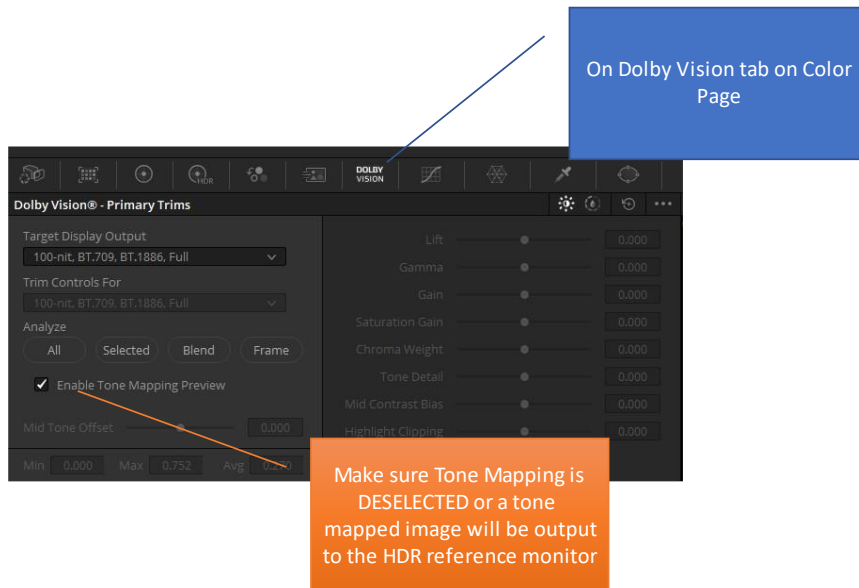 On Dolby Vision tab on Color
Page
HDR
DOLBY
VISION
Dolby Vision® - Primary Trims
Target Display Output
100-nit, BT.709, BT.1886, Full
Trim Controls For
100-nit, BT.709, BT.1886, Full
Analyze
All Selected Blend Frame
Enable Tone Mapping Preview
Mid Tone Offset 0.000
Min 0.000 Max 0.752 Avg 0.270
Lift 0.000
Gamma 0.000
Gain 0.000
Saturation Gain 0.000
Chroma Weight 0.000
Tone Detail 0.000
Mid Contrast Bias 0.000
Highlight Clipping 0.000
Make sure Tone Mapping is
DESELECTED or a tone
mapped image will be output
to the HDR reference monitor